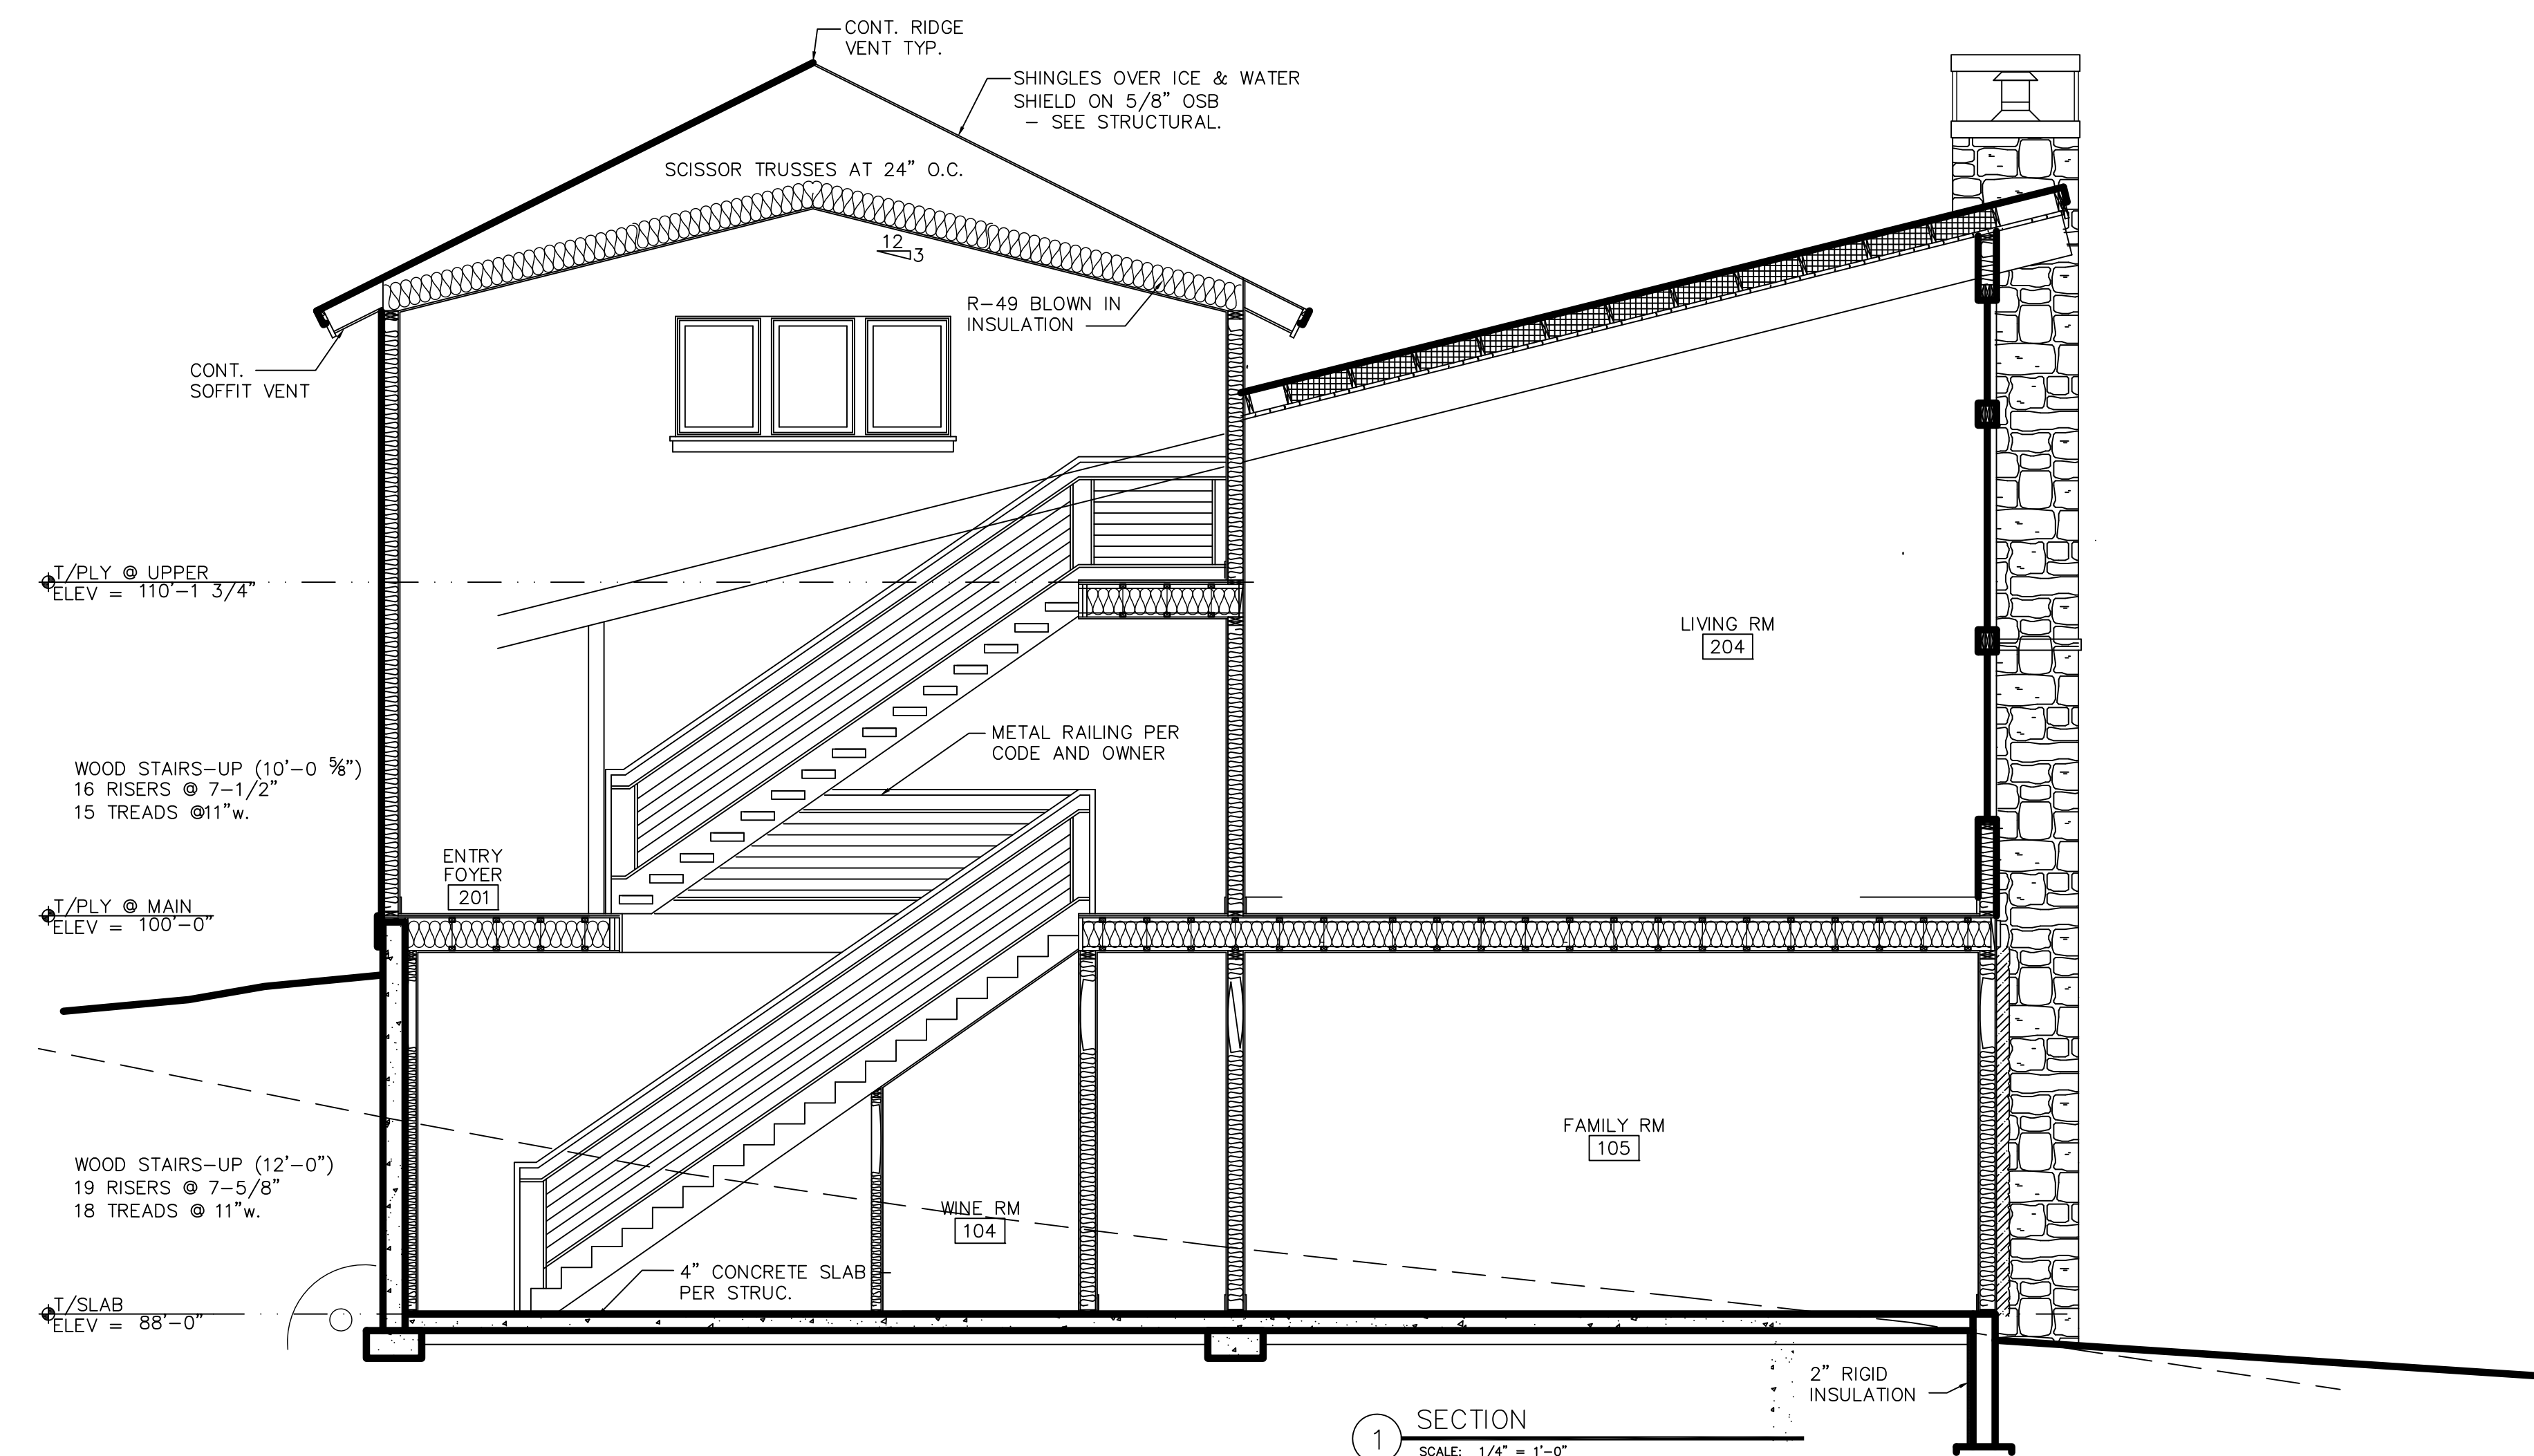 CONT. RIDGE
VENT TYP.
SHINGLES OVER ICE & WATER
SHIELD ON 5/8" OSB
- SEE STRUCTURAL.
SCISSOR TRUSSES AT 24" O.C.
12
3
R-49 BLOWN IN
INSULATION
CONT.
SOFFIT VENT
T/PLY @ UPPER
ELEV = 110'-1 3/4"
LIVING RM
204
METAL RAILING PER
CODE AND OWNER
WOOD STAIRS-UP (10'-0 5/8")
16 RISERS @ 7-1/2"
15 TREADS @11"w.
ENTRY
FOYER
201
T/PLY @ MAIN
ELEV = 100'-0"
FAMILY RM
105
WOOD STAIRS-UP (12'-0")
19 RISERS @ 7-5/8"
18 TREADS @ 11"w.
WINE RM
104
4" CONCRETE SLAB
PER STRUC.
T/SLAB
ELEV = 88'-0"
2" RIGID
INSULATION
1 SECTION
SCALE: 1/4" = 1'-0"